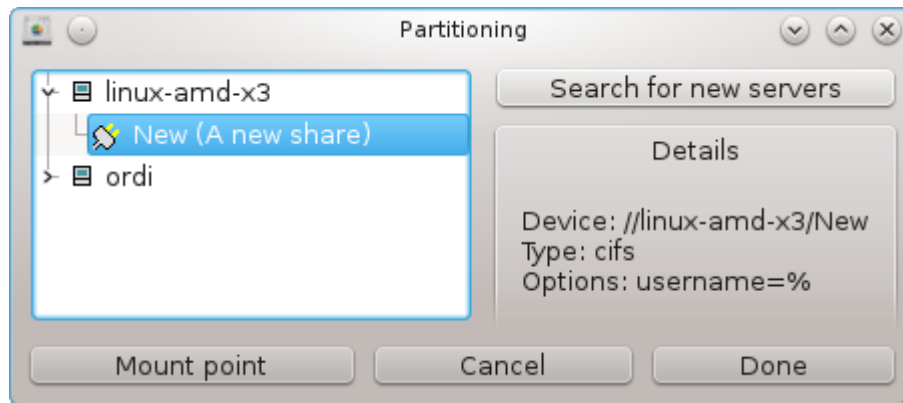 Partitioning
linux-amd-x3
New (A new share)
ordi
Search for new servers
Details
Device: //linux-amd-x3/New
Type: cifs
Options: username=%
Mount point
Cancel
Done